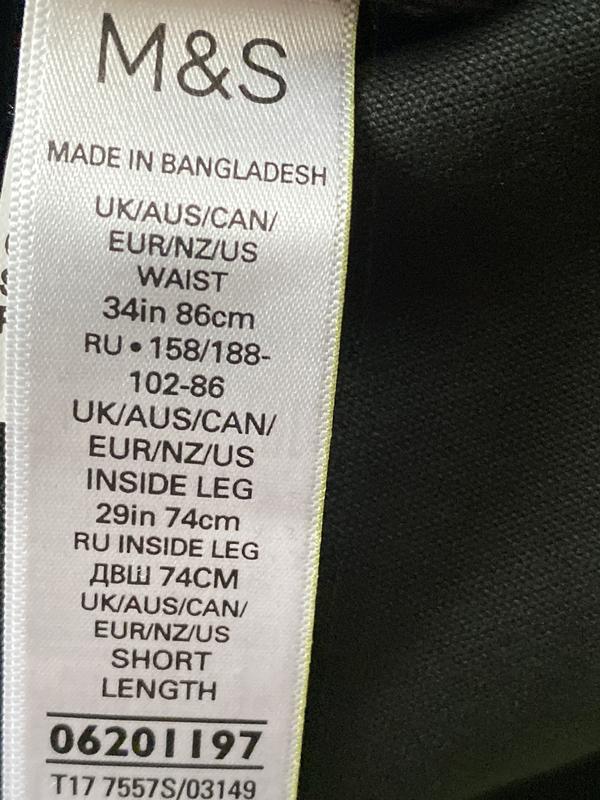 M&S
MADE IN BANGLADESH
UK/AUS/CAN/
EUR/NZ/US
WAIST
34in 86cm
RU • 158/188-
102-86
UK/AUS/CAN/
EUR/NZ/US
INSIDE LEG
29in 74cm
RU INSIDE LEG
ДВШ 74СМ
UK/AUS/CAN/
EUR/NZ/US
SHORT
LENGTH
06201197
T17 7557S/03149